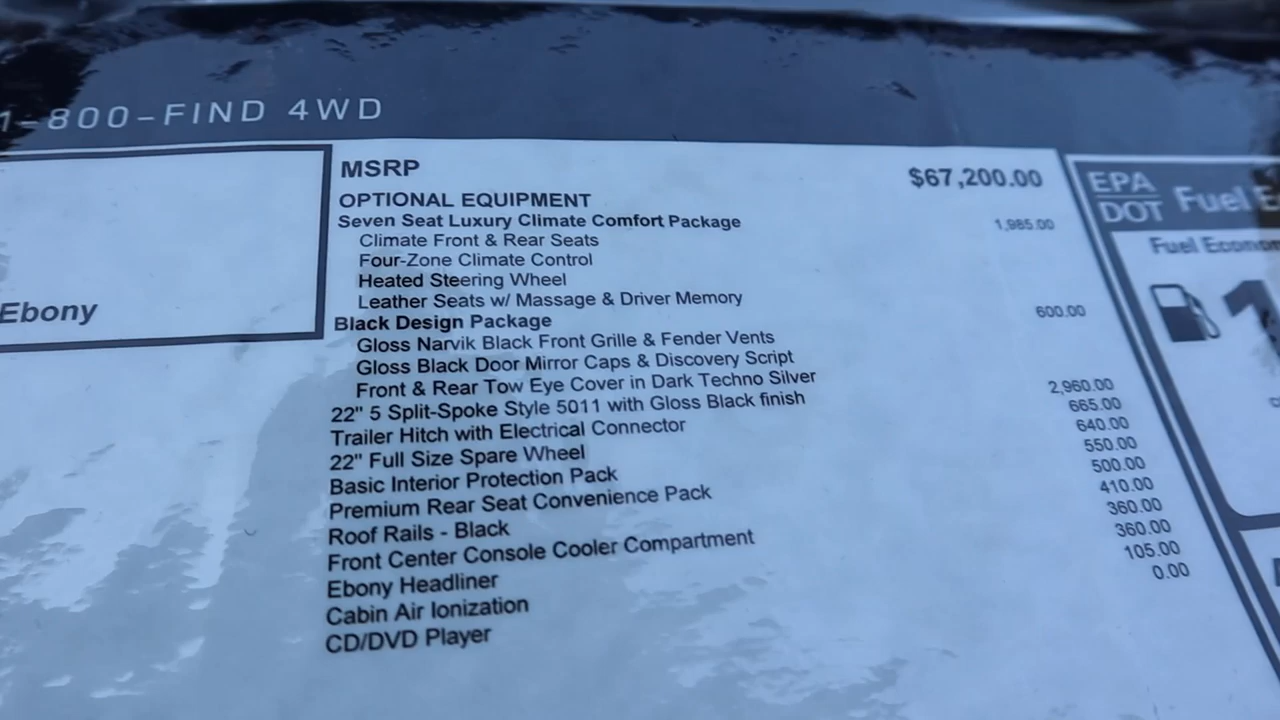 1-800-FIND 4WD
Ebony
MSRP $67,200.00
OPTIONAL EQUIPMENT
Seven Seat Luxury Climate Comfort Package 1,985.00
Climate Front & Rear Seats
Four-Zone Climate Control
Heated Steering Wheel
Leather Seats w/ Massage & Driver Memory
Black Design Package 600.00
Gloss Narvik Black Front Grille & Fender Vents
Gloss Black Door Mirror Caps & Discovery Script
Front & Rear Tow Eye Cover in Dark Techno Silver
22" 5 Split-Spoke Style 5011 with Gloss Black finish 2,960.00
Trailer Hitch with Electrical Connector 665.00
22" Full Size Spare Wheel 640.00
Basic Interior Protection Pack 550.00
Premium Rear Seat Convenience Pack 500.00
Roof Rails - Black 410.00
Front Center Console Cooler Compartment 360.00
Ebony Headliner 360.00
Cabin Air Ionization 105.00
CD/DVD Player 0.00
EPA
DOT Fuel
Fuel